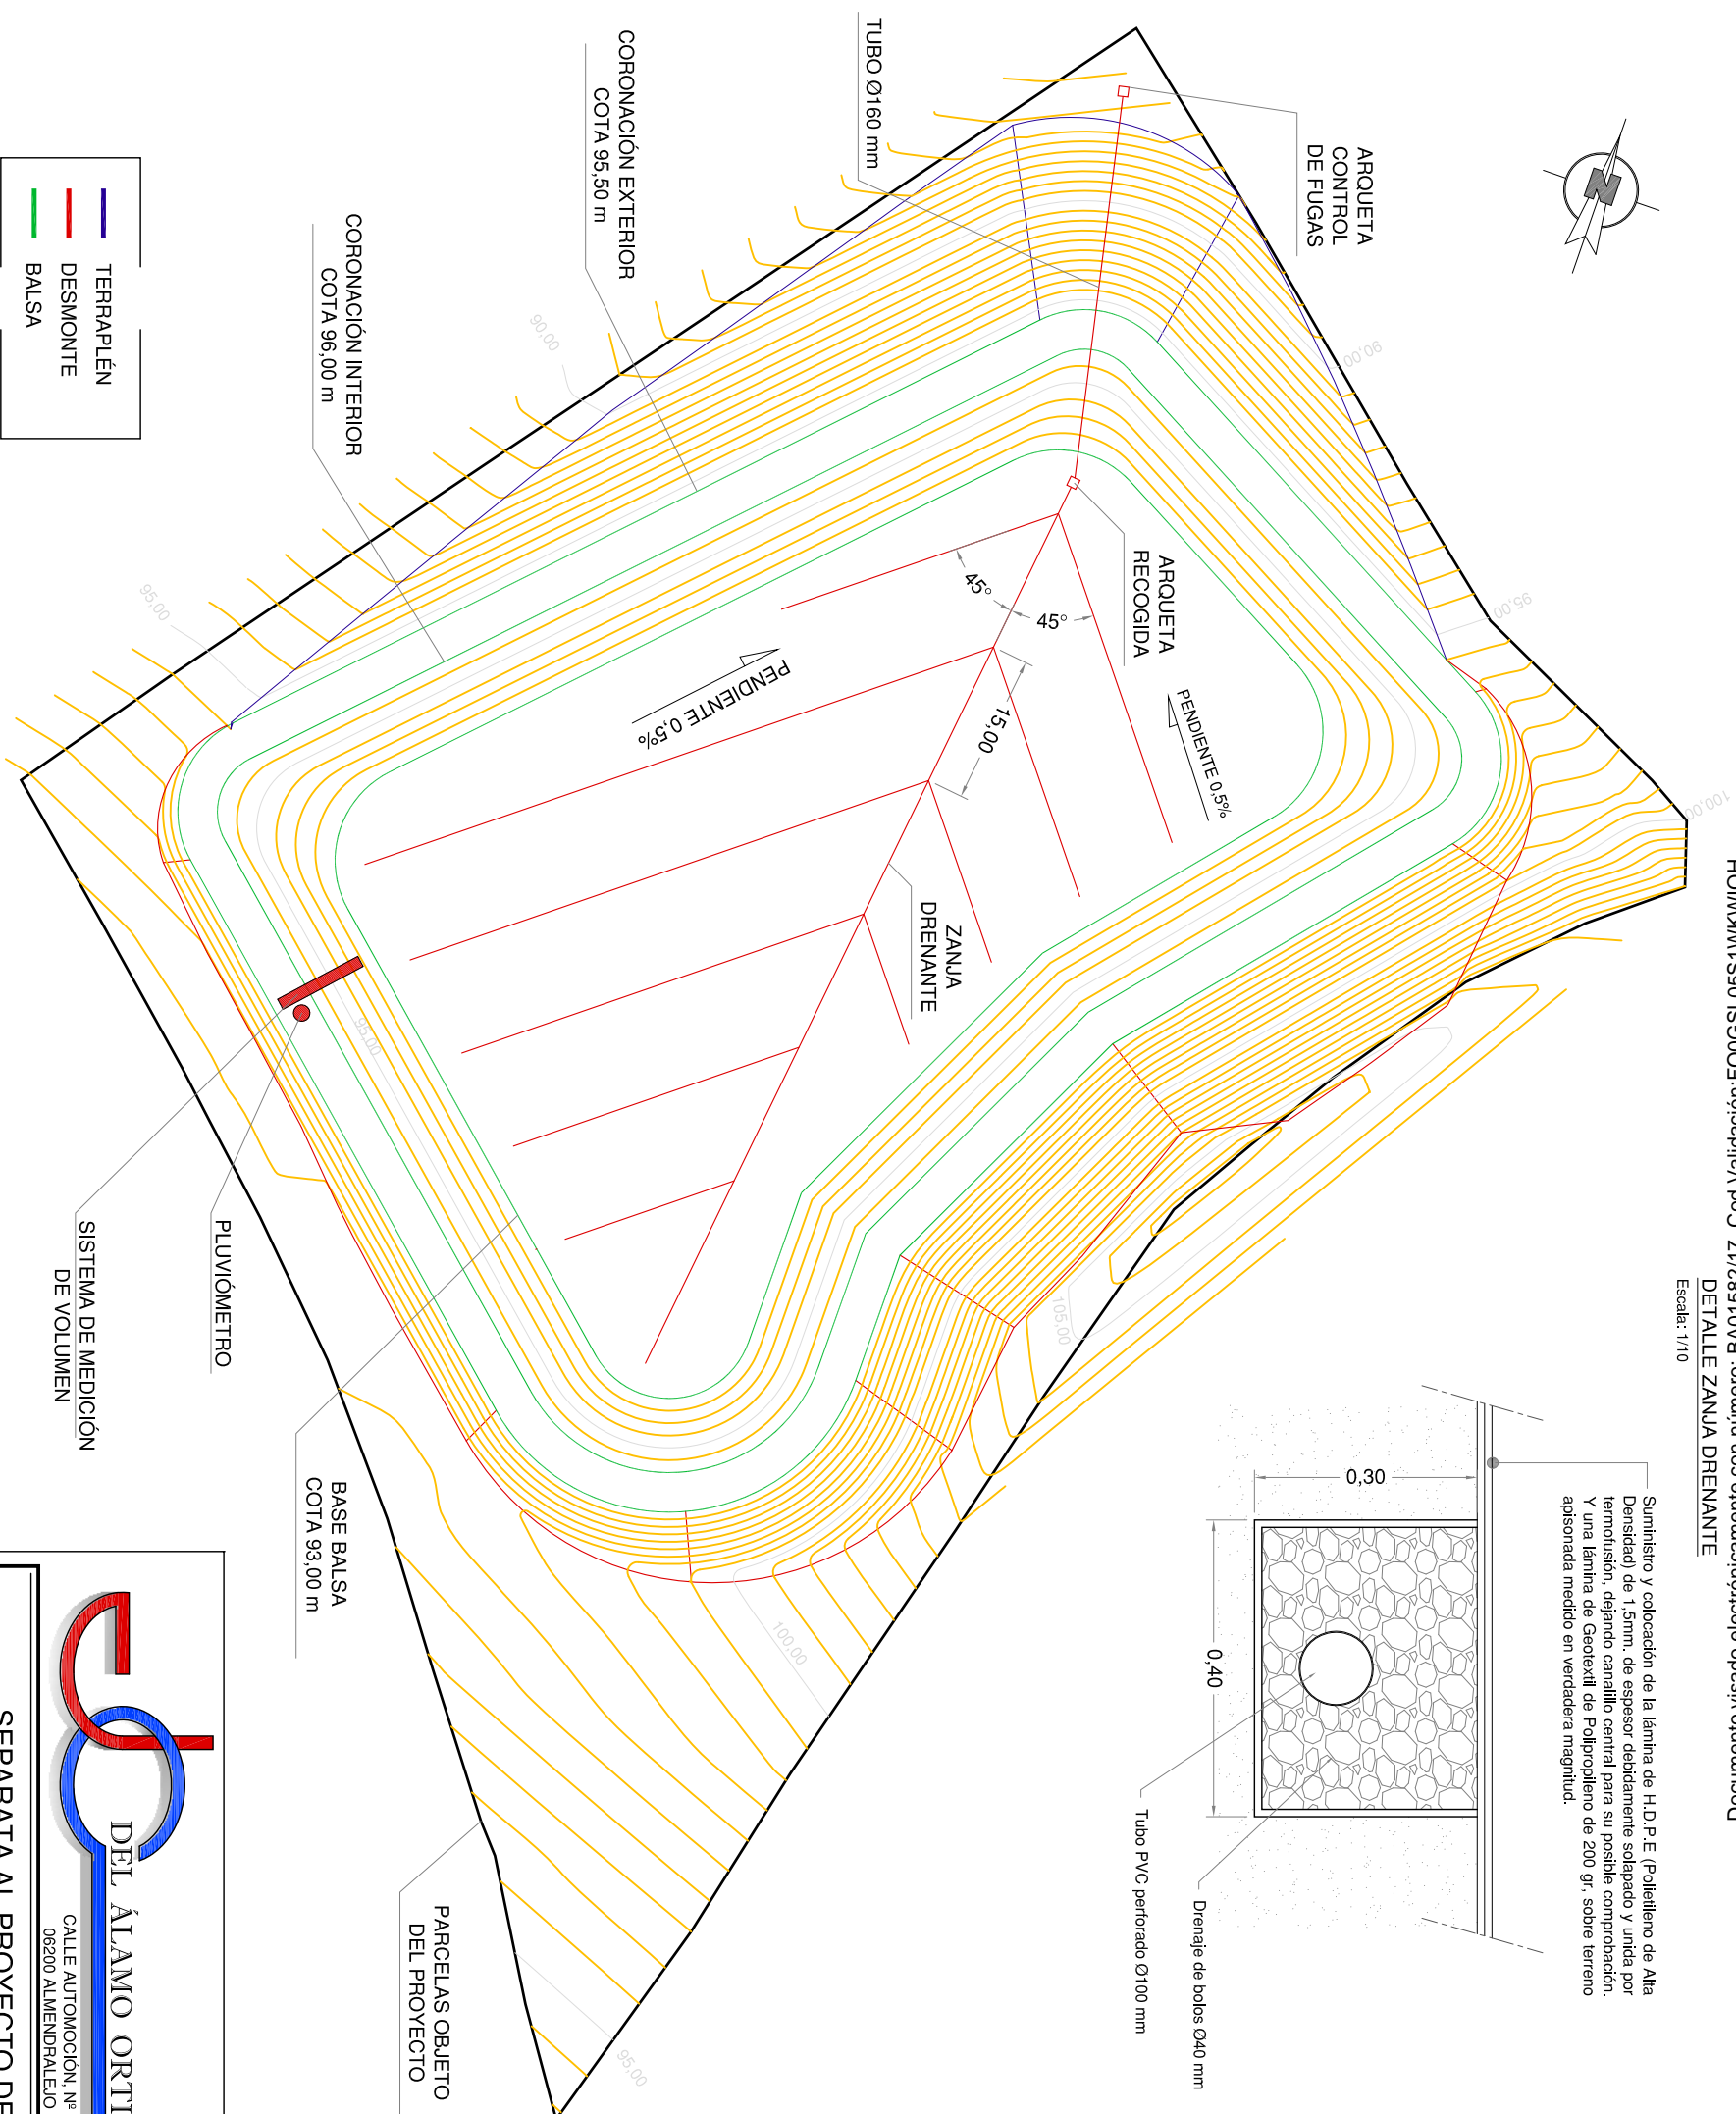 DETALLE ZANJA DRENANTE
Escala: 1/10
Suministro y colocación de la lámina de H.D.P.E (Polietileno de Alta
Densidad) de 1,5mm. de espesor debidamente solapado y unida por
termofusión, dejando canalillo central para su posible comprobación.
Y una lámina de Geotextil de Polipropileno de 200 gr, sobre terreno
apisonada medido en verdadera magnitud.
0,30
0,40
Drenaje de bolos Ø40 mm
Tubo PVC perforado Ø100 mm
N
ARQUETA
CONTROL
DE FUGAS
TUBO Ø160 mm
CORONACIÓN EXTERIOR
COTA 95,50 m
CORONACIÓN INTERIOR
COTA 96,00 m
ARQUETA
RECOGIDA
45°
45°
15,00
PENDIENTE 0,5%
PENDIENTE 0,5%
ZANJA
DRENANTE
90,00
90,00
95,00
95,00
95,00
95,00
100,00
100,00
105,00
PLUVIÓMETRO
SISTEMA DE MEDICIÓN
DE VOLUMEN
BASE BALSA
COTA 93,00 m
PARCELAS OBJETO
DEL PROYECTO
TERRAPLÉN
DESMONTE
BALSA
DEL ÁLAMO ORTI
CALLE AUTOMOCIÓN, Nº
06200 ALMENDRALEJO